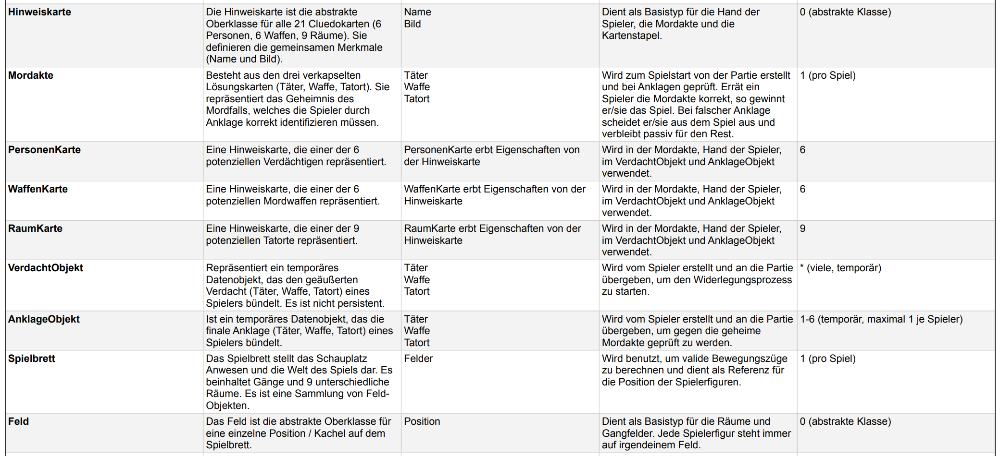 Hinweiskarte
Die Hinweiskarte ist die abstrakte
Oberklasse für alle 21 Cluedokarten (6
Personen, 6 Waffen, 9 Räume). Sie
definieren die gemeinsamen Merkmale
(Name und Bild).
Name
Bild
Dient als Basistyp für die Hand der
Spieler, die Mordakte und die
Kartenstapel.
0 (abstrakte Klasse)
Mordakte
Besteht aus den drei verkapselten
Lösungskarten (Täter, Waffe, Tatort). Sie
repräsentiert das Geheimnis des
Mordfalls, welches die Spieler durch
Anklage korrekt identifizieren müssen.
Täter
Waffe
Tatort
Wird zum Spielstart von der Partie erstellt
und bei Anklagen geprüft. Errät ein
Spieler die Mordakte korrekt, so gewinnt
er/sie das Spiel. Bei falscher Anklage
scheidet er/sie aus dem Spiel aus und
verbleibt passiv für den Rest.
1 (pro Spiel)
PersonenKarte
Eine Hinweiskarte, die einer der 6
potenziellen Verdächtigen repräsentiert.
PersonenKarte erbt Eigenschaften von
der Hinweiskarte
Wird in der Mordakte, Hand der Spieler,
im VerdachtObjekt und AnklageObjekt
verwendet.
6
WaffenKarte
Eine Hinweiskarte, die einer der 6
potenziellen Mordwaffen repräsentiert.
WaffenKarte erbt Eigenschaften von der
Hinweiskarte
Wird in der Mordakte, Hand der Spieler,
im VerdachtObjekt und AnklageObjekt
verwendet.
6
RaumKarte
Eine Hinweiskarte, die einer der 9
potenziellen Tatorte repräsentiert.
RaumKarte erbt Eigenschaften von der
Hinweiskarte
Wird in der Mordakte, Hand der Spieler,
im VerdachtObjekt und AnklageObjekt
verwendet.
9
VerdachtObjekt
Repräsentiert ein temporäres
Datenobjekt, das den geäußerten
Verdacht (Täter, Waffe, Tatort) eines
Spielers bündelt. Es ist nicht persistent.
Täter
Waffe
Tatort
Wird vom Spieler erstellt und an die Partie
übergeben, um den Widerlegungsprozess
zu starten.
* (viele, temporär)
AnklageObjekt
Ist ein temporäres Datenobjekt, das die
finale Anklage (Täter, Waffe, Tatort) eines
Spielers bündelt.
Täter
Waffe
Tatort
Wird vom Spieler erstellt und an die Partie
übergeben, um gegen die geheime
Mordakte geprüft zu werden.
1-6 (temporär, maximal 1 je Spieler)
Spielbrett
Das Spielbrett stellt das Schauplatz
Anwesen und die Welt des Spiels dar. Es
beinhaltet Gänge und 9 unterschiedliche
Räume. Es ist eine Sammlung von Feld-
Objekten.
Felder
Wird benutzt, um valide Bewegungszüge
zu berechnen und dient als Referenz für
die Position der Spielerfiguren.
1 (pro Spiel)
Feld
Das Feld ist die abstrakte Oberklasse für
eine einzelne Position / Kachel auf dem
Spielbrett.
Position
Dient als Basistyp für die Räume und
Gangfelder. Jede Spielerfigur steht immer
auf irgendeinem Feld.
0 (abstrakte Klasse)